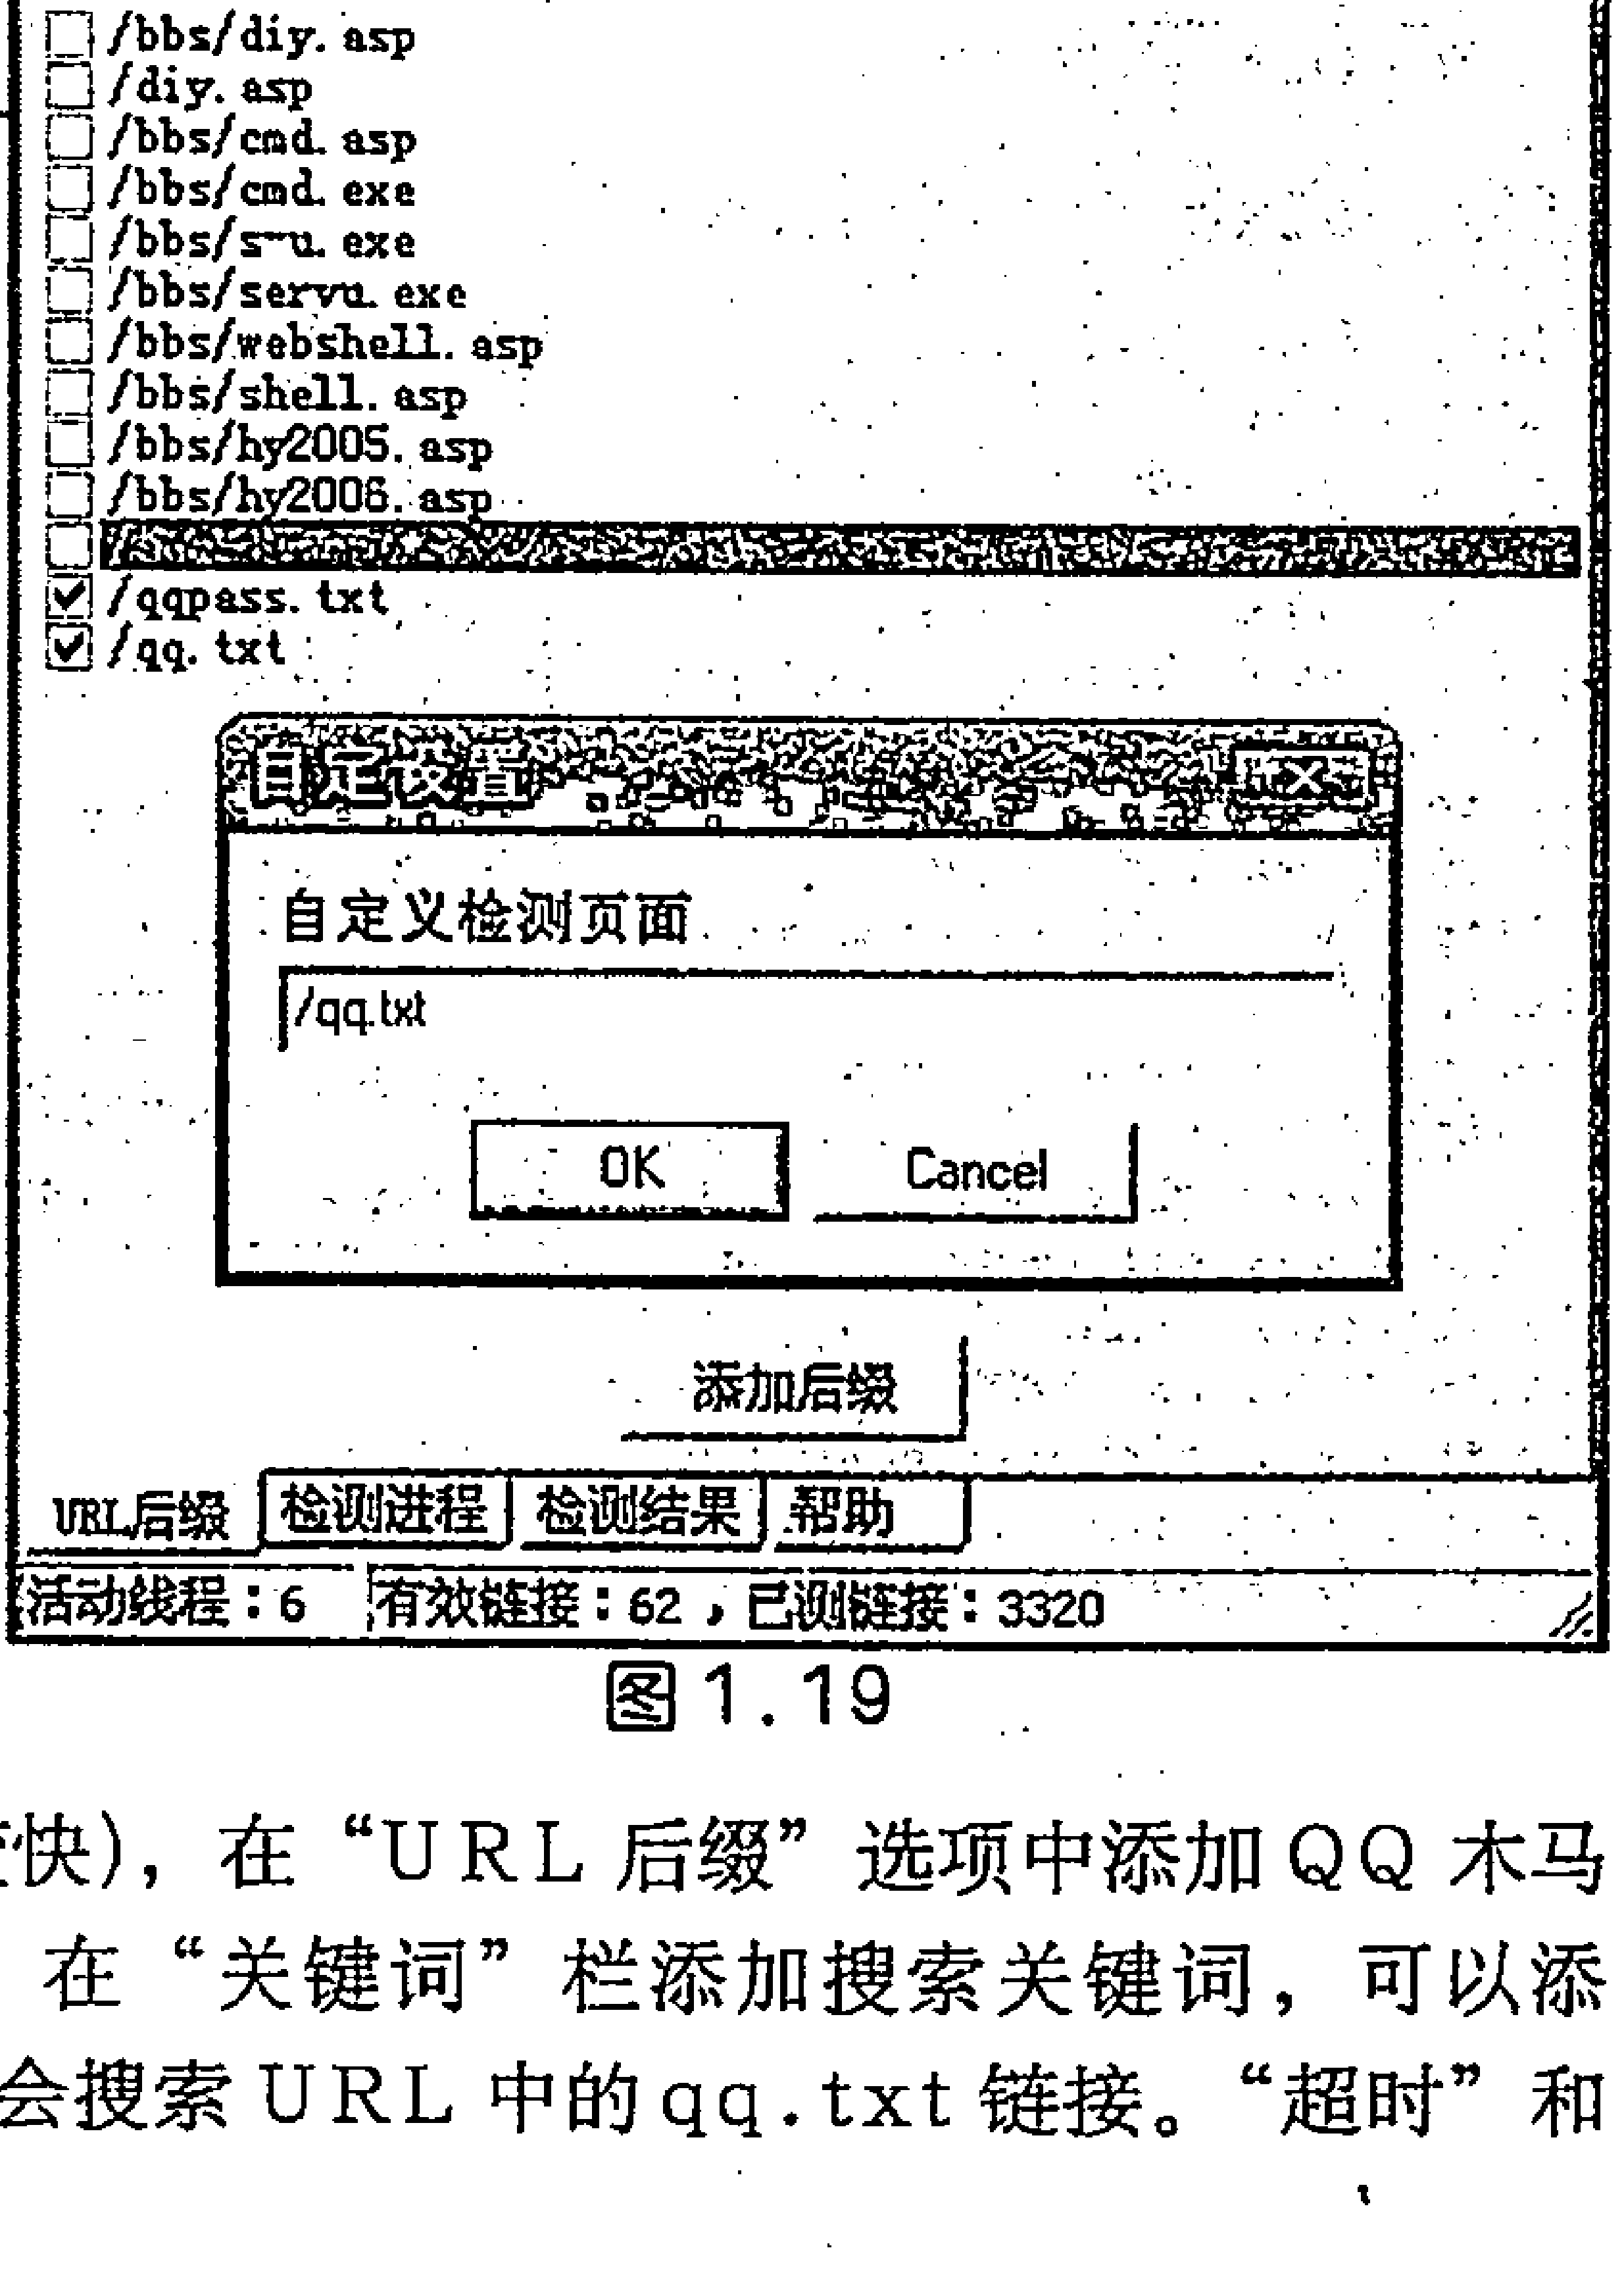 /bbs/diy.asp
/diy.asp
/bbs/cmd.asp
/bbs/cmd.exe
/bbs/s-u.exe
/bbs/servu.exe
/bbs/webshell.asp
/bbs/shell.asp
/bbs/hy2005.asp
/bbs/hy2006.asp
/qqpass.txt
/qq.txt
自定设置
自定义检测页面
/qq.txt
OK Cancel
添加后缀
URL后缀 检测进程 检测结果 帮助
活动线程：6 有效链接：62，已测链接：3320
图1.19
快)，在“URL后缀”选项中添加QQ木马
在“关键词”栏添加搜索关键词，可以添
会搜索URL中的qq.txt链接。“超时”和